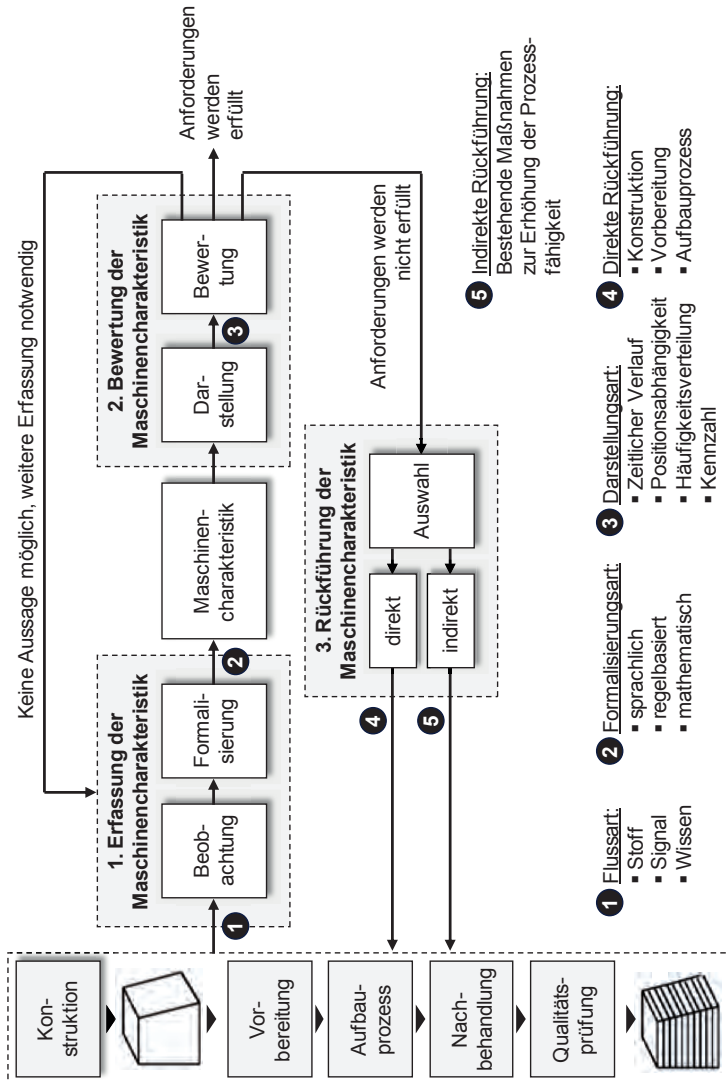 Kon-
struktion
Vor-
bereitung
Aufbau-
prozess
Nach-
behandlung
Qualitäts-
prüfung
Keine Aussage möglich, weitere Erfassung notwendig
1. Erfassung der
Maschinencharakteristik
1
Beob-
achtung
Formali-
sierung
2
Maschinen-
charakteristik
2. Bewertung der
Maschinencharakteristik
Dar-
stellung
3
Bewer-
tung
Anforderungen
werden
erfüllt
Anforderungen werden
nicht erfüllt
3. Rückführung der
Maschinencharakteristik
4
direkt
5
indirekt
Auswahl
1 Flussart:
▪ Stoff
▪ Signal
▪ Wissen
2 Formalisierungsart:
▪ sprachlich
▪ regelbasiert
▪ mathematisch
3 Darstellungsart:
▪ Zeitlicher Verlauf
▪ Positionsabhängigkeit
▪ Häufigkeitsverteilung
▪ Kennzahl
4 Direkte Rückführung:
▪ Konstruktion
▪ Vorbereitung
▪ Aufbauprozess
5 Indirekte Rückführung:
Bestehende Maßnahmen
zur Erhöhung der Prozess-
fähigkeit